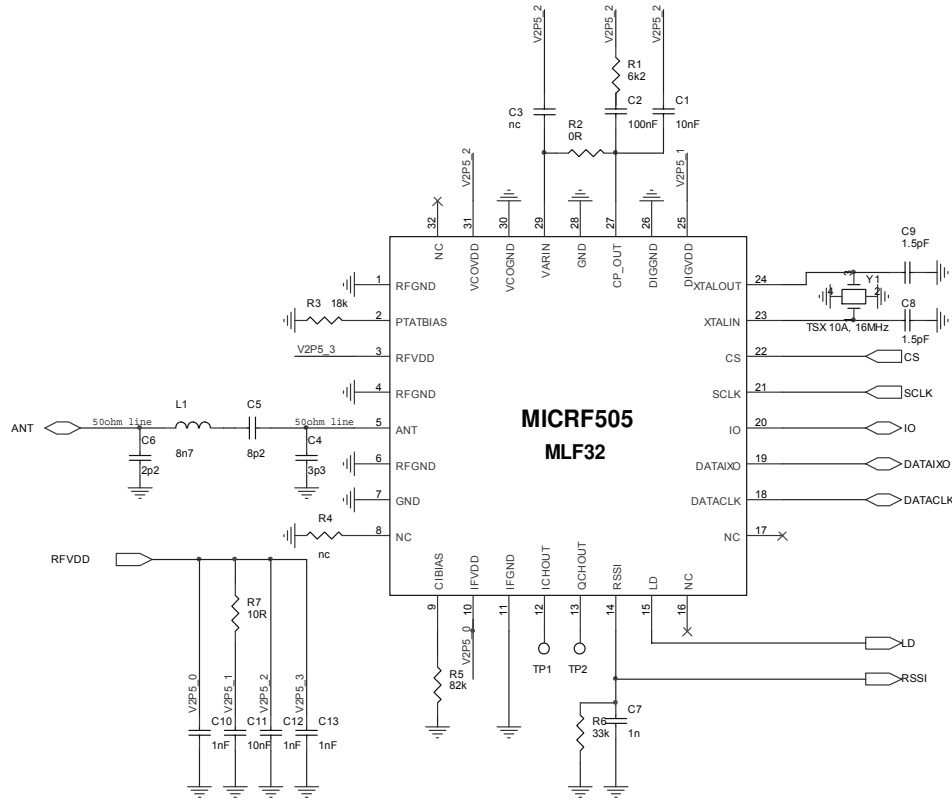 V2P5_2
V2P5_2
V2P5_2
R1
6k2
C3
nc
C2
100nF
C1
10nF
R2
0R
V2P5_2
V2P5_1
32
31
30
29
28
27
26
25
NC
VCOVDD
VCOGND
VARIN
GND
CP_OUT
DIGGND
DIGVDD
C9
1.5pF
1
RFGND
XTALOUT
24
3
Y1
4
2
R3
18k
2
PTATBIAS
XTALIN
23
C8
1.5pF
TSX 10A, 16MHz
V2P5_3
3
RFVDD
CS
22
CS
4
RFGND
SCLK
21
SCLK
MICRF505
MLF32
ANT
50ohm line
L1
8n7
C5
8p2
50ohm line
5
ANT
IO
20
IO
C6
2p2
C4
3p3
6
RFGND
DATAIXO
19
DATAIXO
7
GND
DATACLK
18
DATACLK
R4
nc
8
NC
NC
17
RFVDD
CIBIAS
IFVDD
IFGND
ICHOUT
QCHOUT
RSSI
LD
NC
9
10
11
12
13
14
15
16
R7
10R
V2P5_0
TP1
TP2
LD
RSSI
R5
82k
V2P5_0
V2P5_1
V2P5_2
V2P5_3
C10
1nF
C11
10nF
C12
1nF
C13
1nF
R6
33k
C7
1n